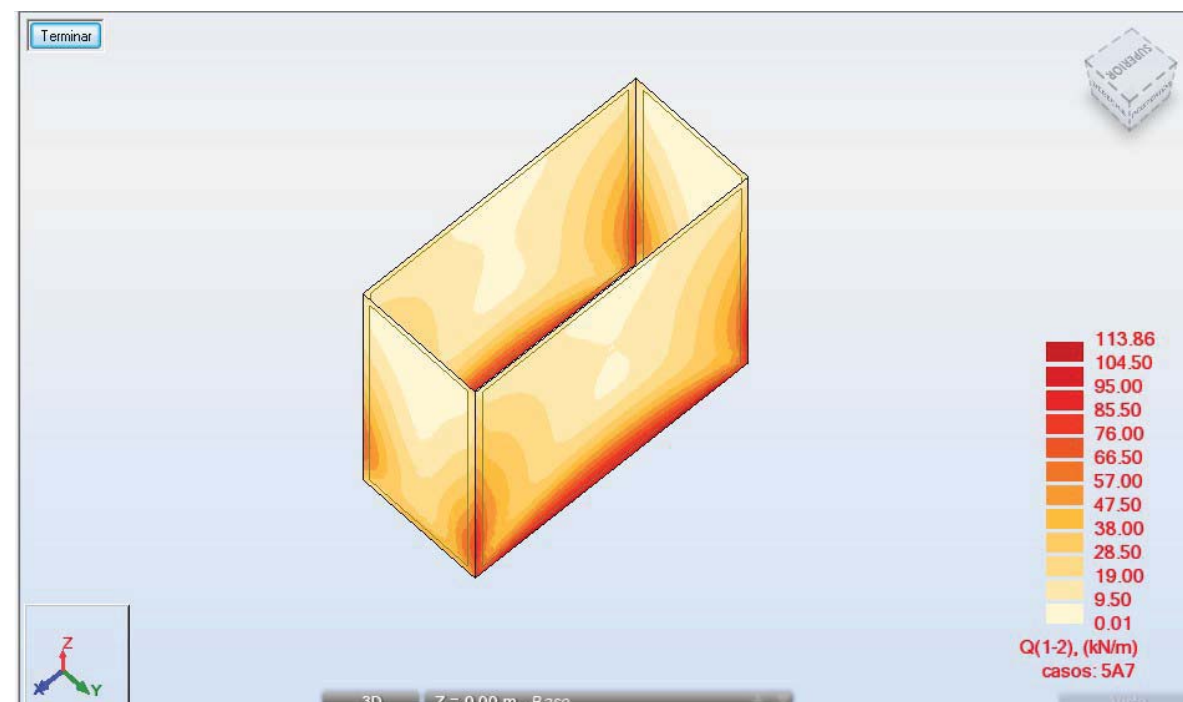 Terminar
SUPERIOR
113.86
104.50
95.00
85.50
76.00
66.50
57.00
47.50
38.00
28.50
19.00
9.50
0.01
Q(1-2), (kN/m)
casos: 5A7
Z
X
Y
3D
Z = 0.00 m - Base